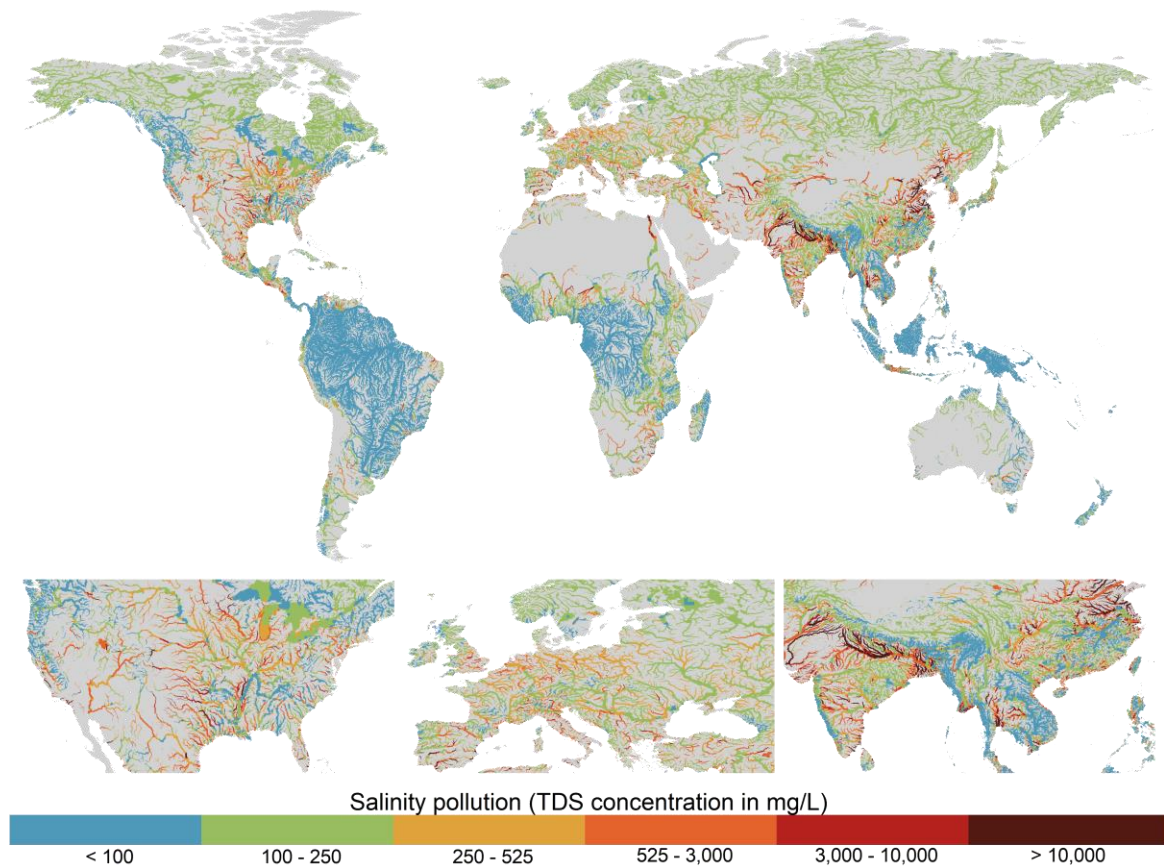 Salinity pollution (TDS concentration in mg/L)
< 100 100 - 250 250 - 525 525 - 3,000 3,000 - 10,000 > 10,000